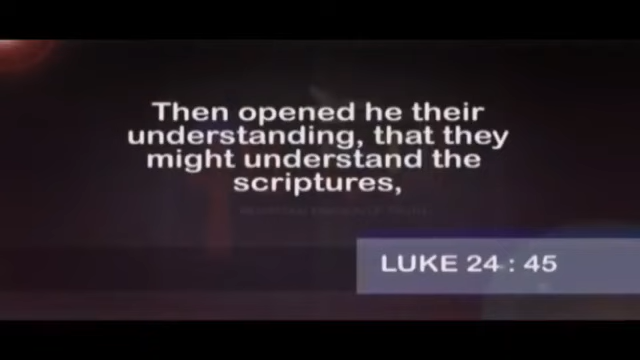 Then opened he their
understanding, that they
might understand the
scriptures,
LUKE 24 : 45